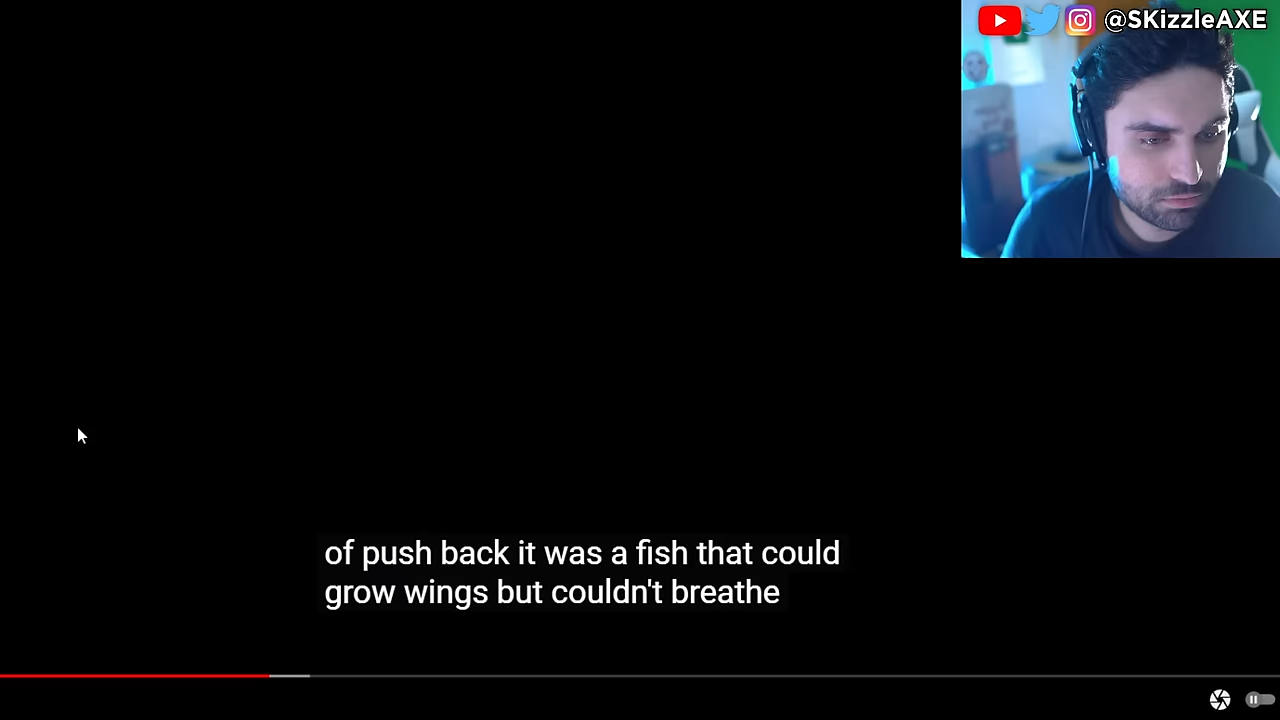 @SKizzleAXE
of push back it was a fish that could
grow wings but couldn't breathe